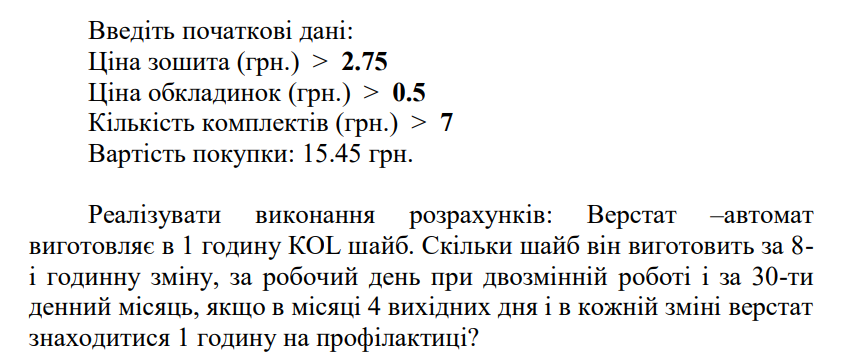 Введіть початкові дані:
Ціна зошита (грн.) > 2.75
Ціна обкладинок (грн.) > 0.5
Кількість комплектів (грн.) > 7
Вартість покупки: 15.45 грн.
Реалізувати виконання розрахунків: Верстат –автомат
виготовляє в 1 годину KOL шайб. Скільки шайб він виготовить за 8-
і годинну зміну, за робочий день при двозмінній роботі і за 30-ти
денний місяць, якщо в місяці 4 вихідних дня і в кожній зміні верстат
знаходитися 1 годину на профілактиці?